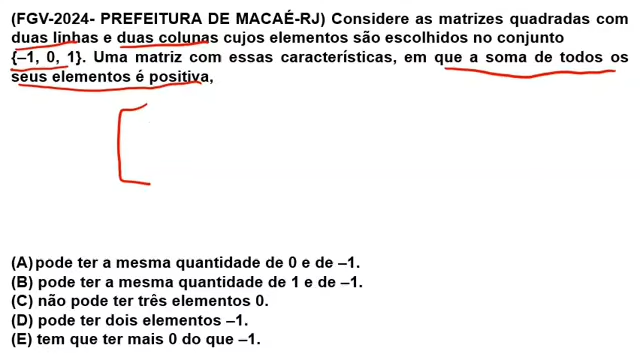 (FGV-2024- PREFEITURA DE MACAÉ-RJ) Considere as matrizes quadradas com
duas linhas e duas colunas cujos elementos são escolhidos no conjunto
{–1, 0, 1}. Uma matriz com essas características, em que a soma de todos os
seus elementos é positiva,
(A) pode ter a mesma quantidade de 0 e de –1.
(B) pode ter a mesma quantidade de 1 e de –1.
(C) não pode ter três elementos 0.
(D) pode ter dois elementos –1.
(E) tem que ter mais 0 do que –1.